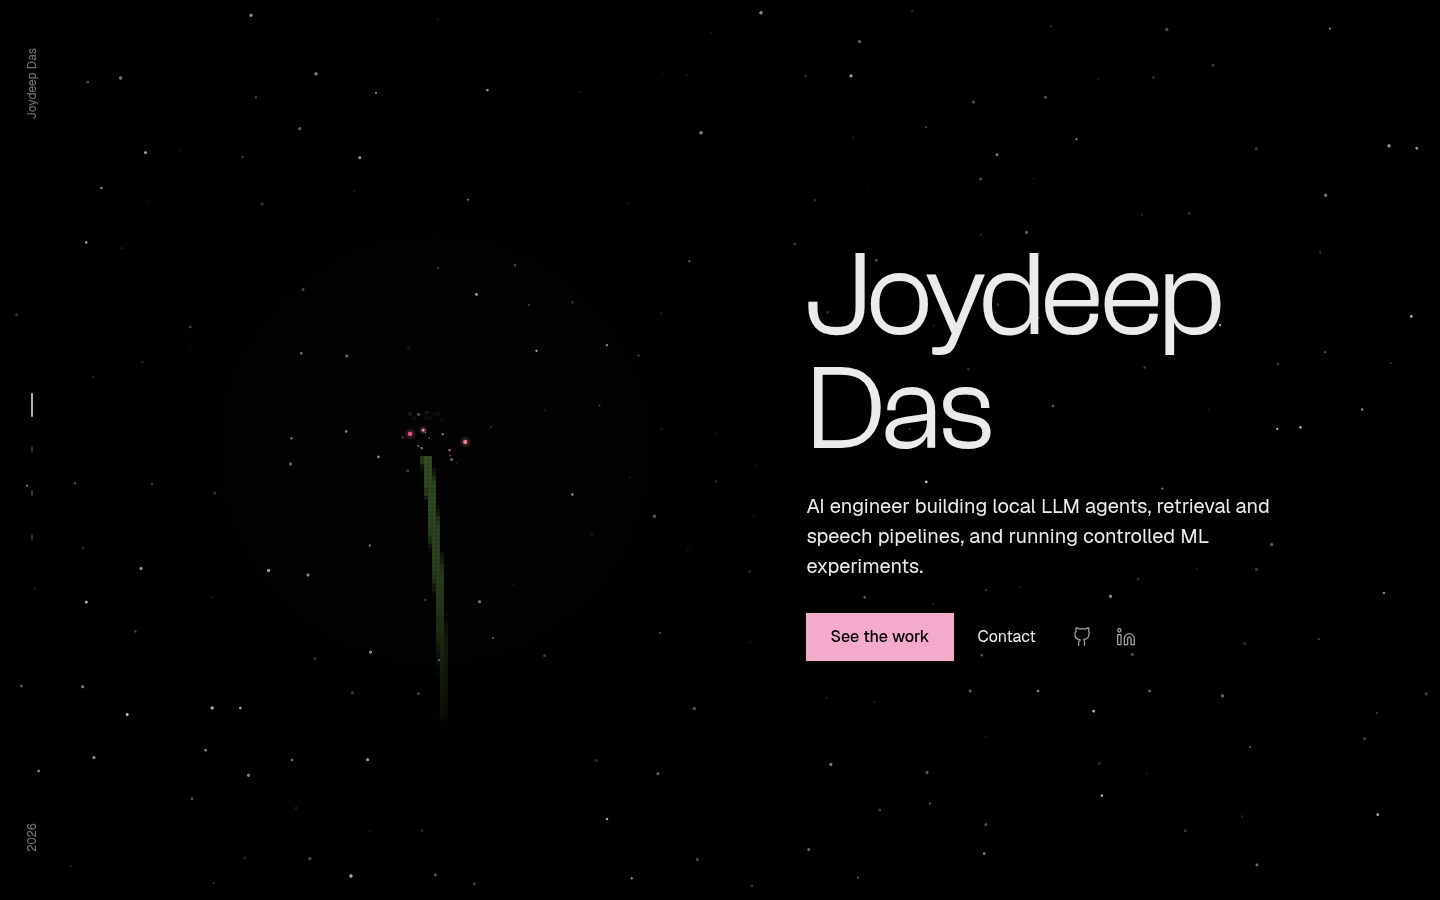 Joydeep Das
Joydeep
Das
AI engineer building local LLM agents, retrieval and
speech pipelines, and running controlled ML
experiments.
See the work
Contact
2026